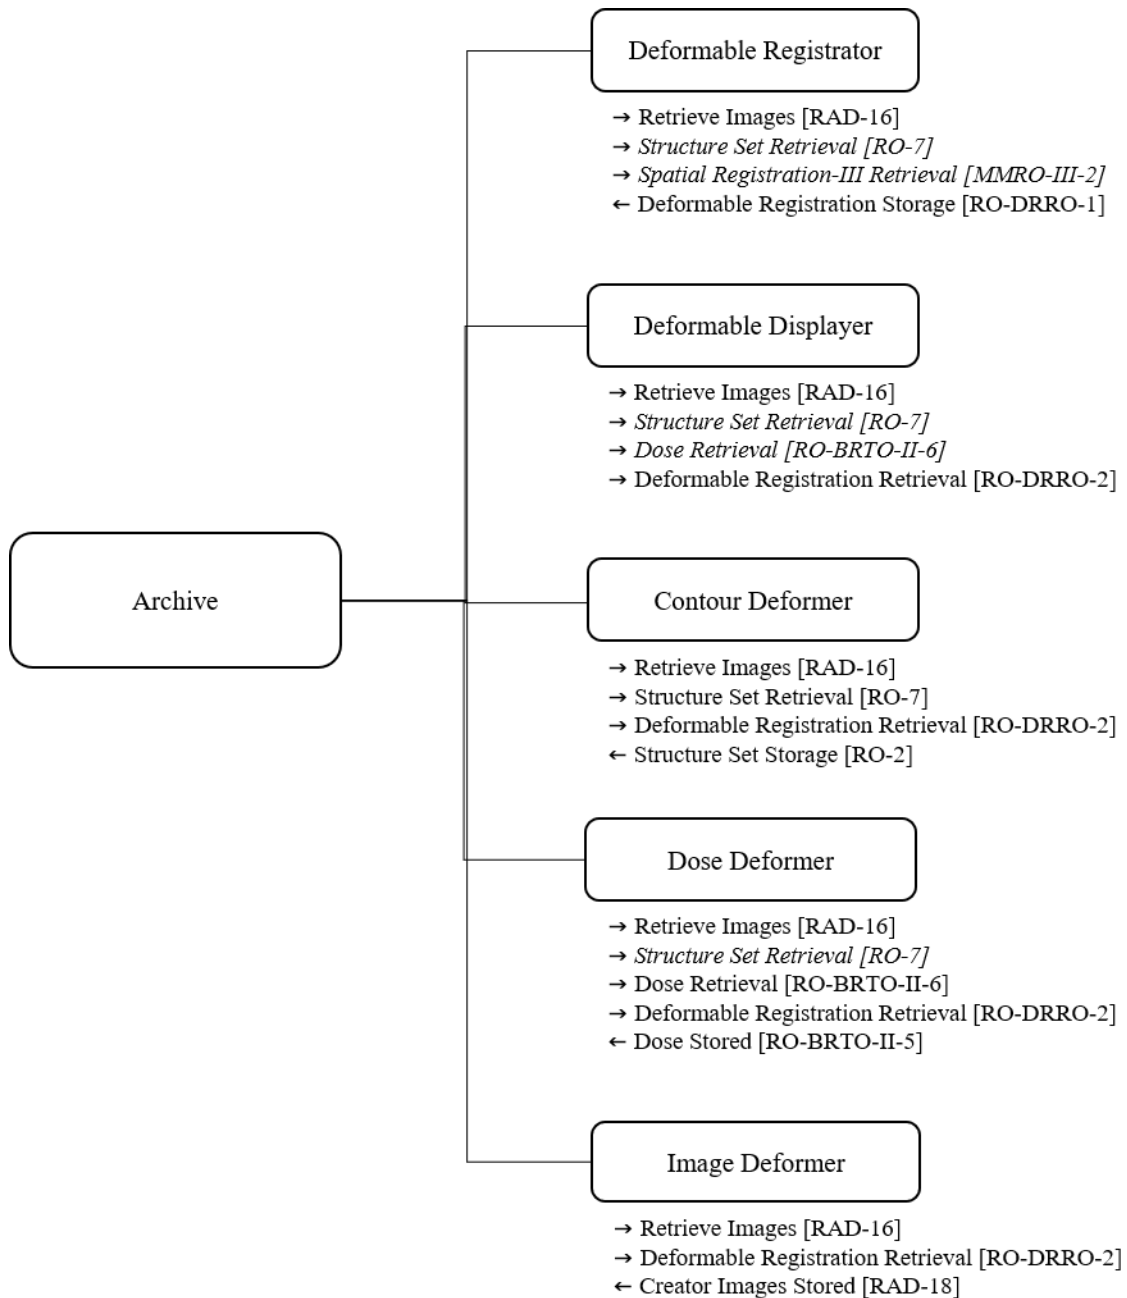 Deformable Registrator
→ Retrieve Images [RAD-16]
→ Structure Set Retrieval [RO-7]
→ Spatial Registration-III Retrieval [MMRO-III-2]
← Deformable Registration Storage [RO-DRRO-1]
Deformable Displayer
→ Retrieve Images [RAD-16]
→ Structure Set Retrieval [RO-7]
→ Dose Retrieval [RO-BRTO-II-6]
→ Deformable Registration Retrieval [RO-DRRO-2]
Archive
Contour Deformer
→ Retrieve Images [RAD-16]
→ Structure Set Retrieval [RO-7]
→ Deformable Registration Retrieval [RO-DRRO-2]
← Structure Set Storage [RO-2]
Dose Deformer
→ Retrieve Images [RAD-16]
→ Structure Set Retrieval [RO-7]
→ Dose Retrieval [RO-BRTO-II-6]
→ Deformable Registration Retrieval [RO-DRRO-2]
← Dose Stored [RO-BRTO-II-5]
Image Deformer
→ Retrieve Images [RAD-16]
→ Deformable Registration Retrieval [RO-DRRO-2]
← Creator Images Stored [RAD-18]